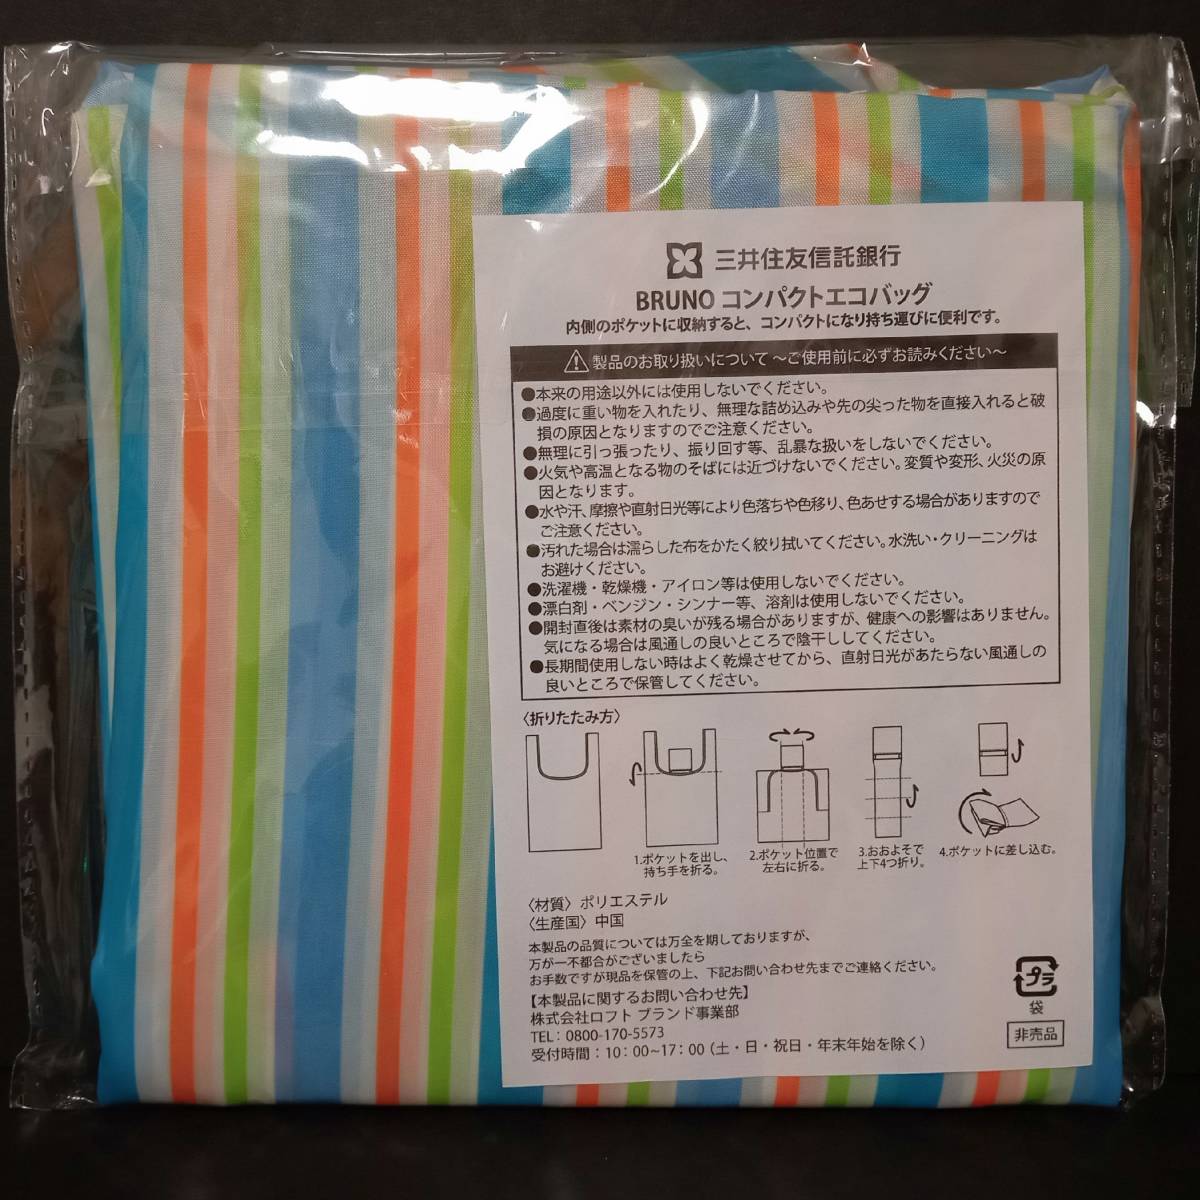 三井住友信託銀行
BRUNO コンパクトエコバッグ
内側のポケットに収納すると、コンパクトになり持ち運びに便利です。
製品のお取り扱いについて ～ご使用前に必ずお読みください～
●本来の用途以外には使用しないでください。
●過度に重い物を入れたり、無理な詰め込みや先の尖った物を直接入れると破
損の原因となりますのでご注意ください。
●無理に引っ張ったり、振り回す等、乱暴な扱いをしないでください。
●火気や高温となる物のそばには近づけないでください。変質や変形、火災の原
因となります。
●水や汗、摩擦や直射日光等により色落ちや色移り、色あせする場合がありますので
ご注意ください。
●汚れた場合は濡らした布をかたく絞り拭いてください。水洗い・クリーニングは
お避けください。
●洗濯機・乾燥機・アイロン等は使用しないでください。
●漂白剤・ベンジン・シンナー等、溶剤は使用しないでください。
●開封直後は素材の臭いが残る場合がありますが、健康への影響はありません。
気になる場合は風通しの良いところで陰干ししてください。
●長期間使用しない時はよく乾燥させてから、直射日光があたらない風通しの
良いところで保管してください。
〈折りたたみ方〉
1.ポケットを出し、
持ち手を折る。
2.ポケット位置で
左右に折る。
3.おおよそで
上下4つ折り。
4.ポケットに差し込む。
〈材質〉ポリエステル
〈生産国〉中国
本製品の品質については万全を期しておりますが、
万が一不都合がございましたら
お手数ですが現品を保管の上、下記お問い合わせ先までご連絡ください。
【本製品に関するお問い合わせ先】
株式会社ロフト ブランド事業部
TEL：0800-170-5573
受付時間：10：00~17：00（土・日・祝日・年末年始を除く）
プラ
袋
非売品